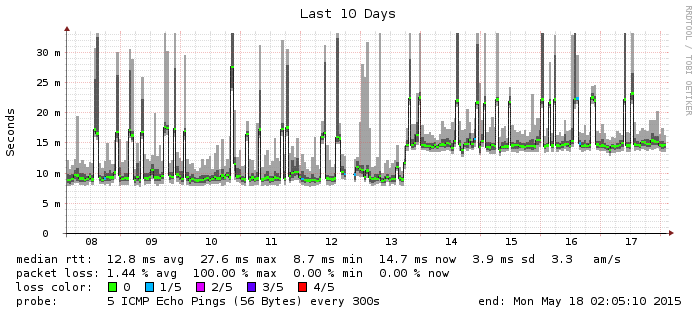 Last 10 Days
RRDTOOL / TOBI OETIKER
Seconds
30 m
20 m
15 m
10 m
5 m
0
08 09 10 11 12 13 14 15 16 17
median rtt: 12.8 ms avg 27.6 ms max 8.7 ms min 14.7 ms now 3.9 ms sd 3.3 am/s
packet loss: 1.44 % avg 100.00 % max 0.00 % min 0.00 % now
loss color: 0 1/5 2/5 3/5 4/5
probe: 5 ICMP Echo Pings (56 Bytes) every 300s end: Mon May 18 02:05:10 2015